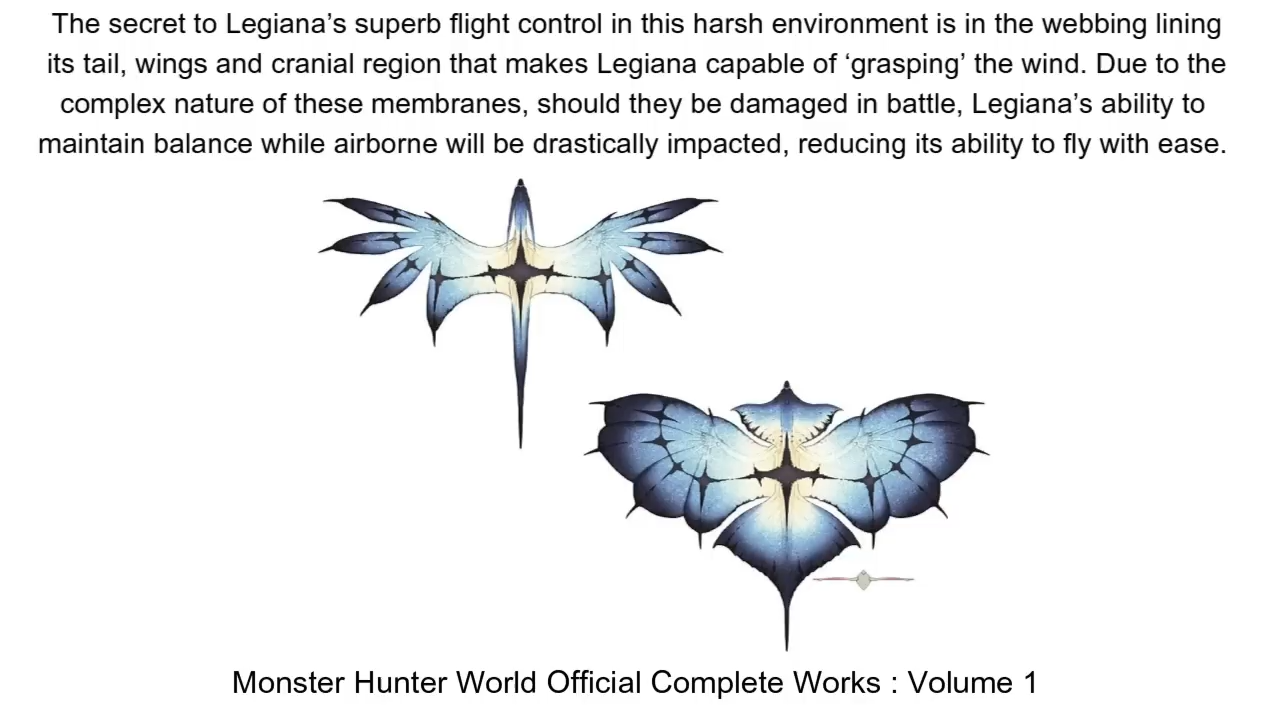 The secret to Legiana’s superb flight control in this harsh environment is in the webbing lining
its tail, wings and cranial region that makes Legiana capable of ‘grasping’ the wind. Due to the
complex nature of these membranes, should they be damaged in battle, Legiana’s ability to
maintain balance while airborne will be drastically impacted, reducing its ability to fly with ease.
Monster Hunter World Official Complete Works : Volume 1